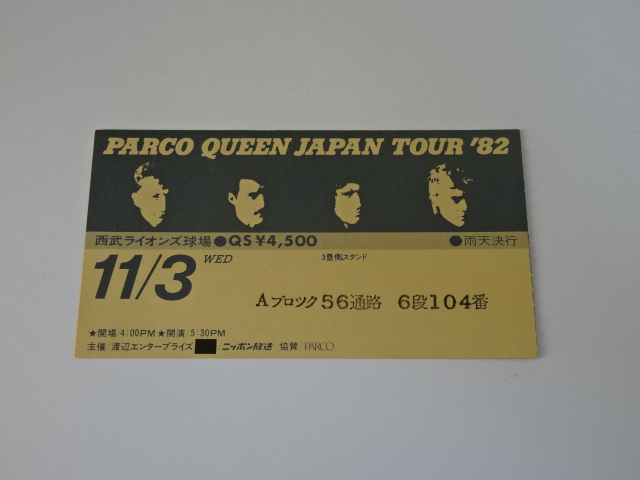 PARCO QUEEN JAPAN TOUR '82
西武ライオンズ球場●QS¥4,500 ●雨天決行
11/3 WED 3塁側スタンド
Aブロック56通路 6段104番
★開場/4:00PM★開演/5:30PM
主催/渡辺エンタープライズ /ニッポン放送 協賛/PARCO